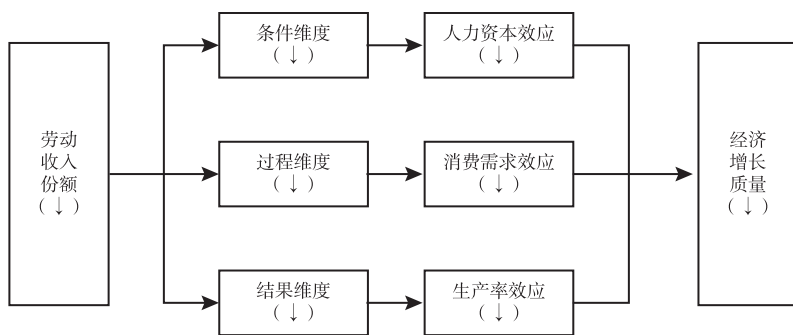 劳动
收入
份额
(↓)
条件维度
(↓)
人力资本效应
(↓)
过程维度
(↓)
消费需求效应
(↓)
结果维度
(↓)
生产率效应
(↓)
经济
增长
质量
(↓)